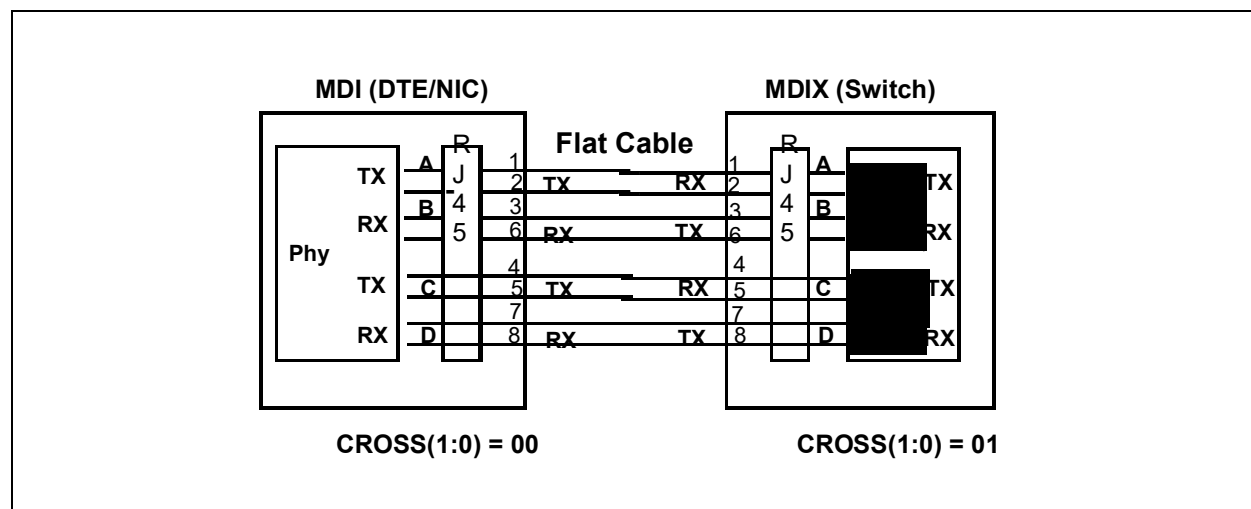 MDI (DTE/NIC)
MDIX (Switch)
Flat Cable
Phy
TX
RX
TX
RX
A
B
C
D
R
J
4
5
1
2
3
6
4
5
7
8
TX
RX
TX
RX
RX
TX
RX
TX
1
2
3
6
4
5
7
8
R
J
4
5
A
B
C
D
TX
RX
TX
RX
CROSS(1:0) = 00
CROSS(1:0) = 01